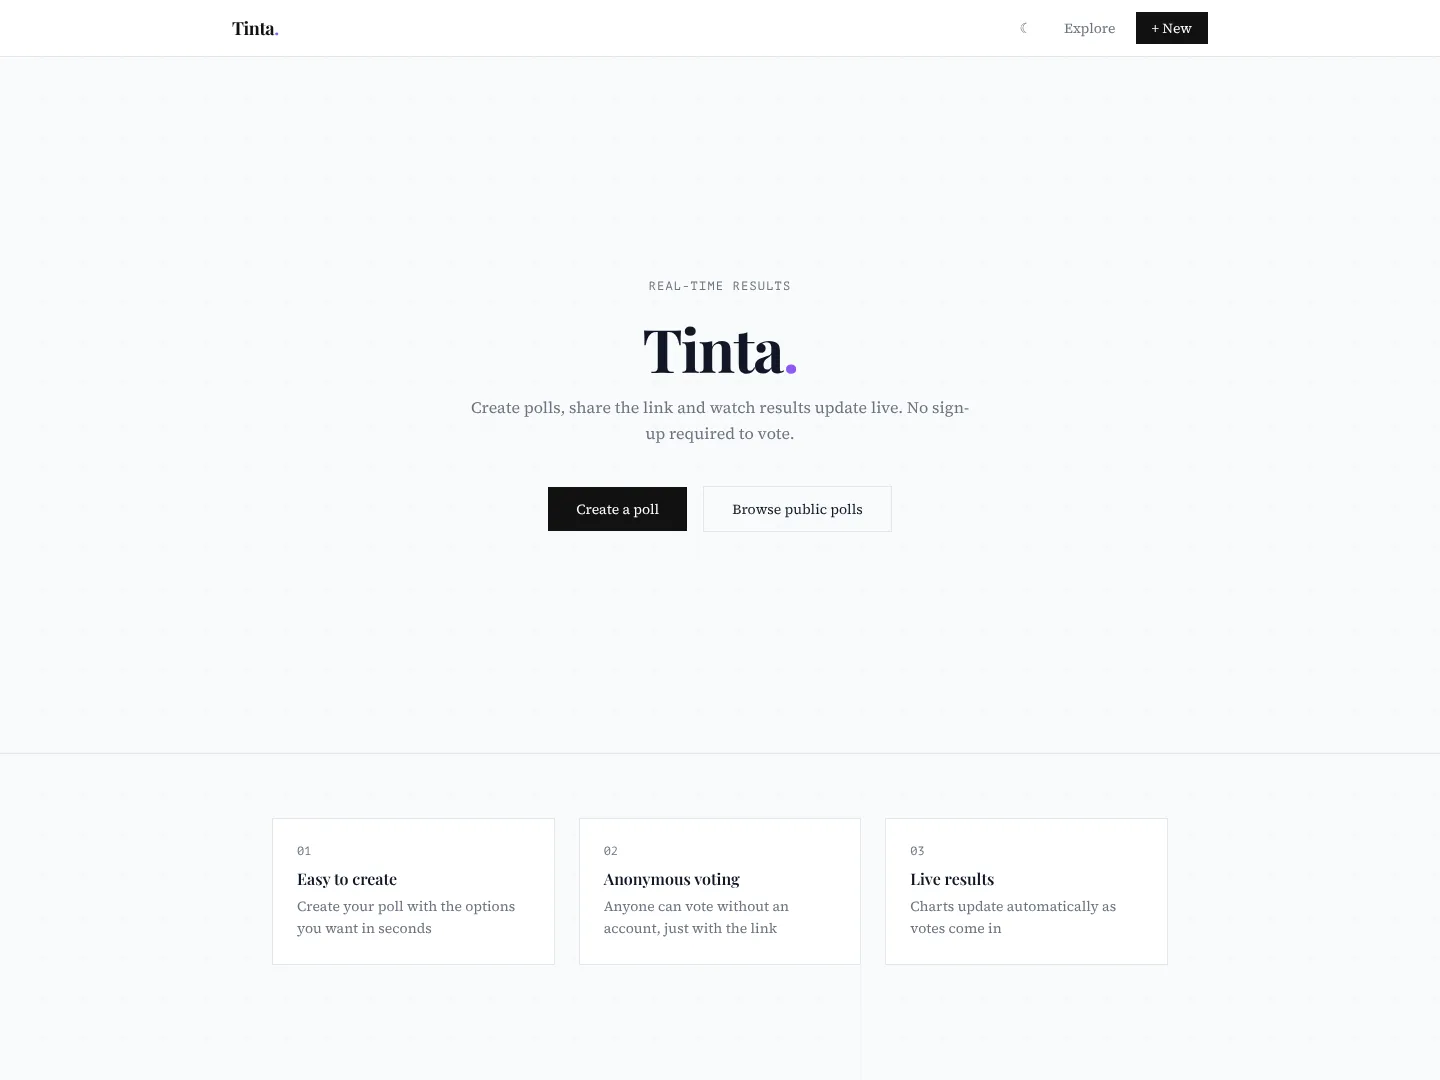 Tinta.
☾ Explore + New
REAL-TIME RESULTS
Tinta.
Create polls, share the link and watch results update live. No sign-
up required to vote.
Create a poll Browse public polls
01
Easy to create
Create your poll with the options
you want in seconds
02
Anonymous voting
Anyone can vote without an
account, just with the link
03
Live results
Charts update automatically as
votes come in